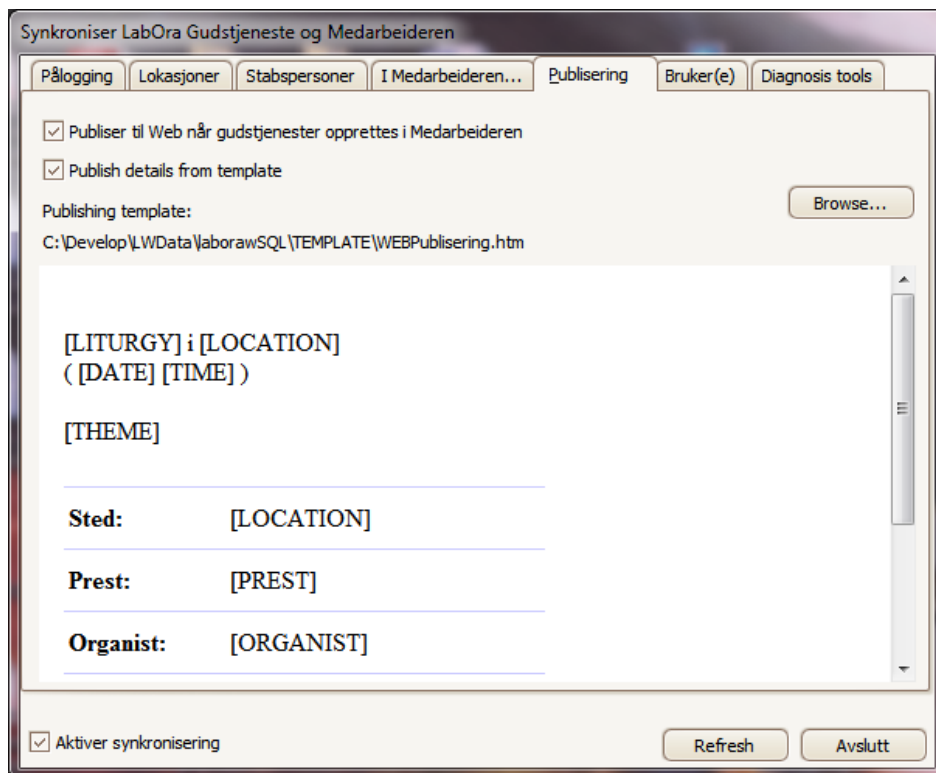 Synkroniser LabOra Gudstjeneste og Medarbeideren
Pålogging Lokasjoner Stabspersoner I Medarbeideren... Publisering Bruker(e) Diagnosis tools
Publiser til Web når gudstjenester opprettes i Medarbeideren
Publish details from template
Browse...
Publishing template:
C:\Develop\LWData\laborawSQL\TEMPLATE\WEBPublisering.htm
[LITURGY] i [LOCATION]
( [DATE] [TIME] )
[THEME]
Sted: [LOCATION]
Prest: [PREST]
Organist: [ORGANIST]
Aktiver synkronisering Refresh Avslutt